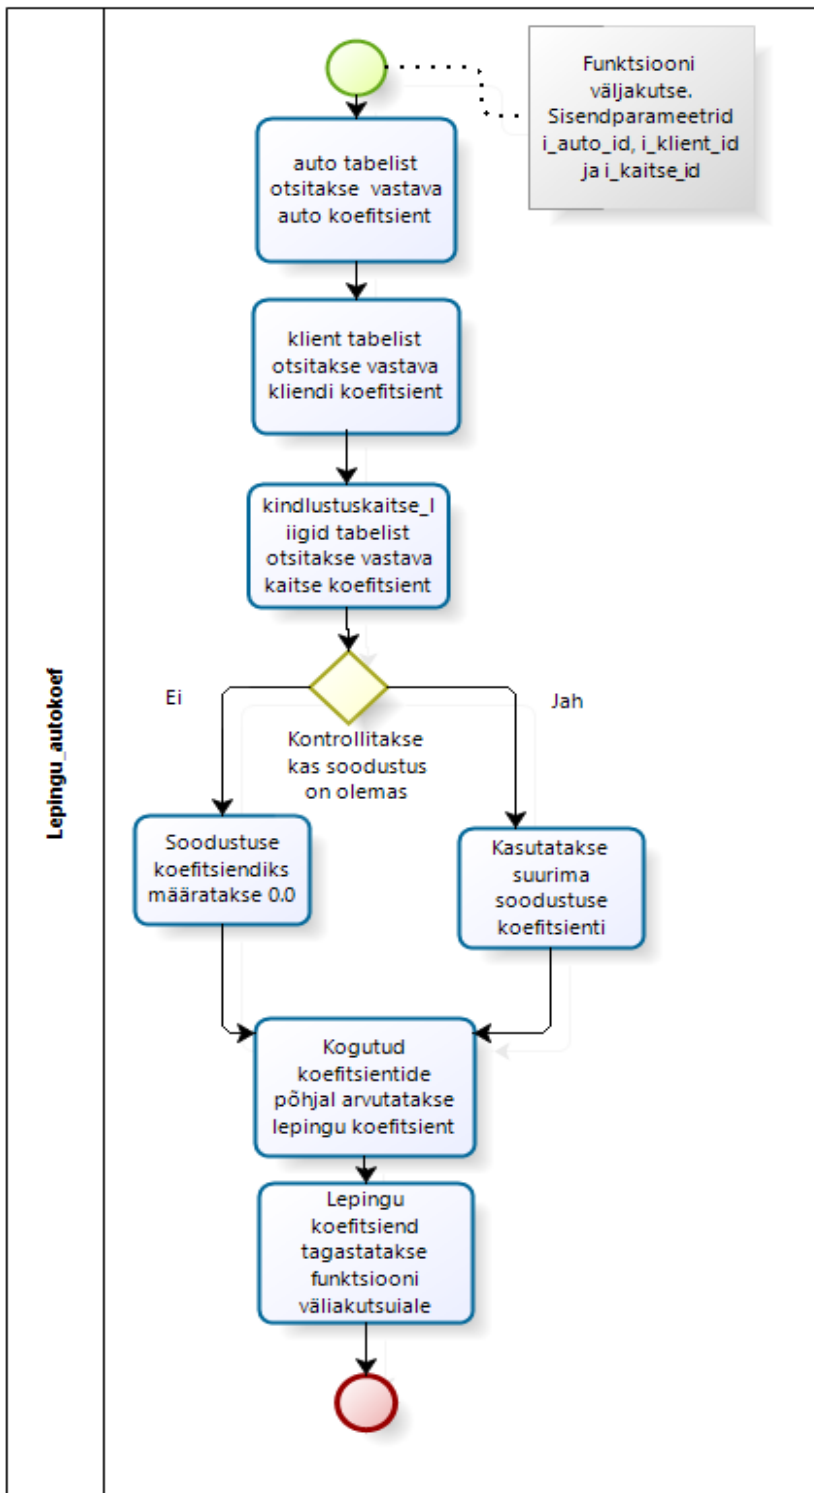 Funktsiooni
väljakutse.
Sisendparameetrid
i_auto_id, i_klient_id
ja i_kaitse_id
auto tabelist
otsitakse vastava
auto koefitsient
klient tabelist
otsitakse vastava
kliendi koefitsient
kindlustuskaitse_l
iigid tabelist
otsitakse vastava
kaitse koefitsient
Lepingu_autokoef
Ei
Jah
Kontrollitakse
kas soodustus
on olemas
Soodustuse
koefitsiendiks
määratakse 0.0
Kasutatakse
suurima
soodustuse
koefitsienti
Kogutud
koefitsientide
põhjal arvutatakse
lepingu koefitsient
Lepingu
koefitsiend
tagastatakse
funktsiooni
väljakutsujale